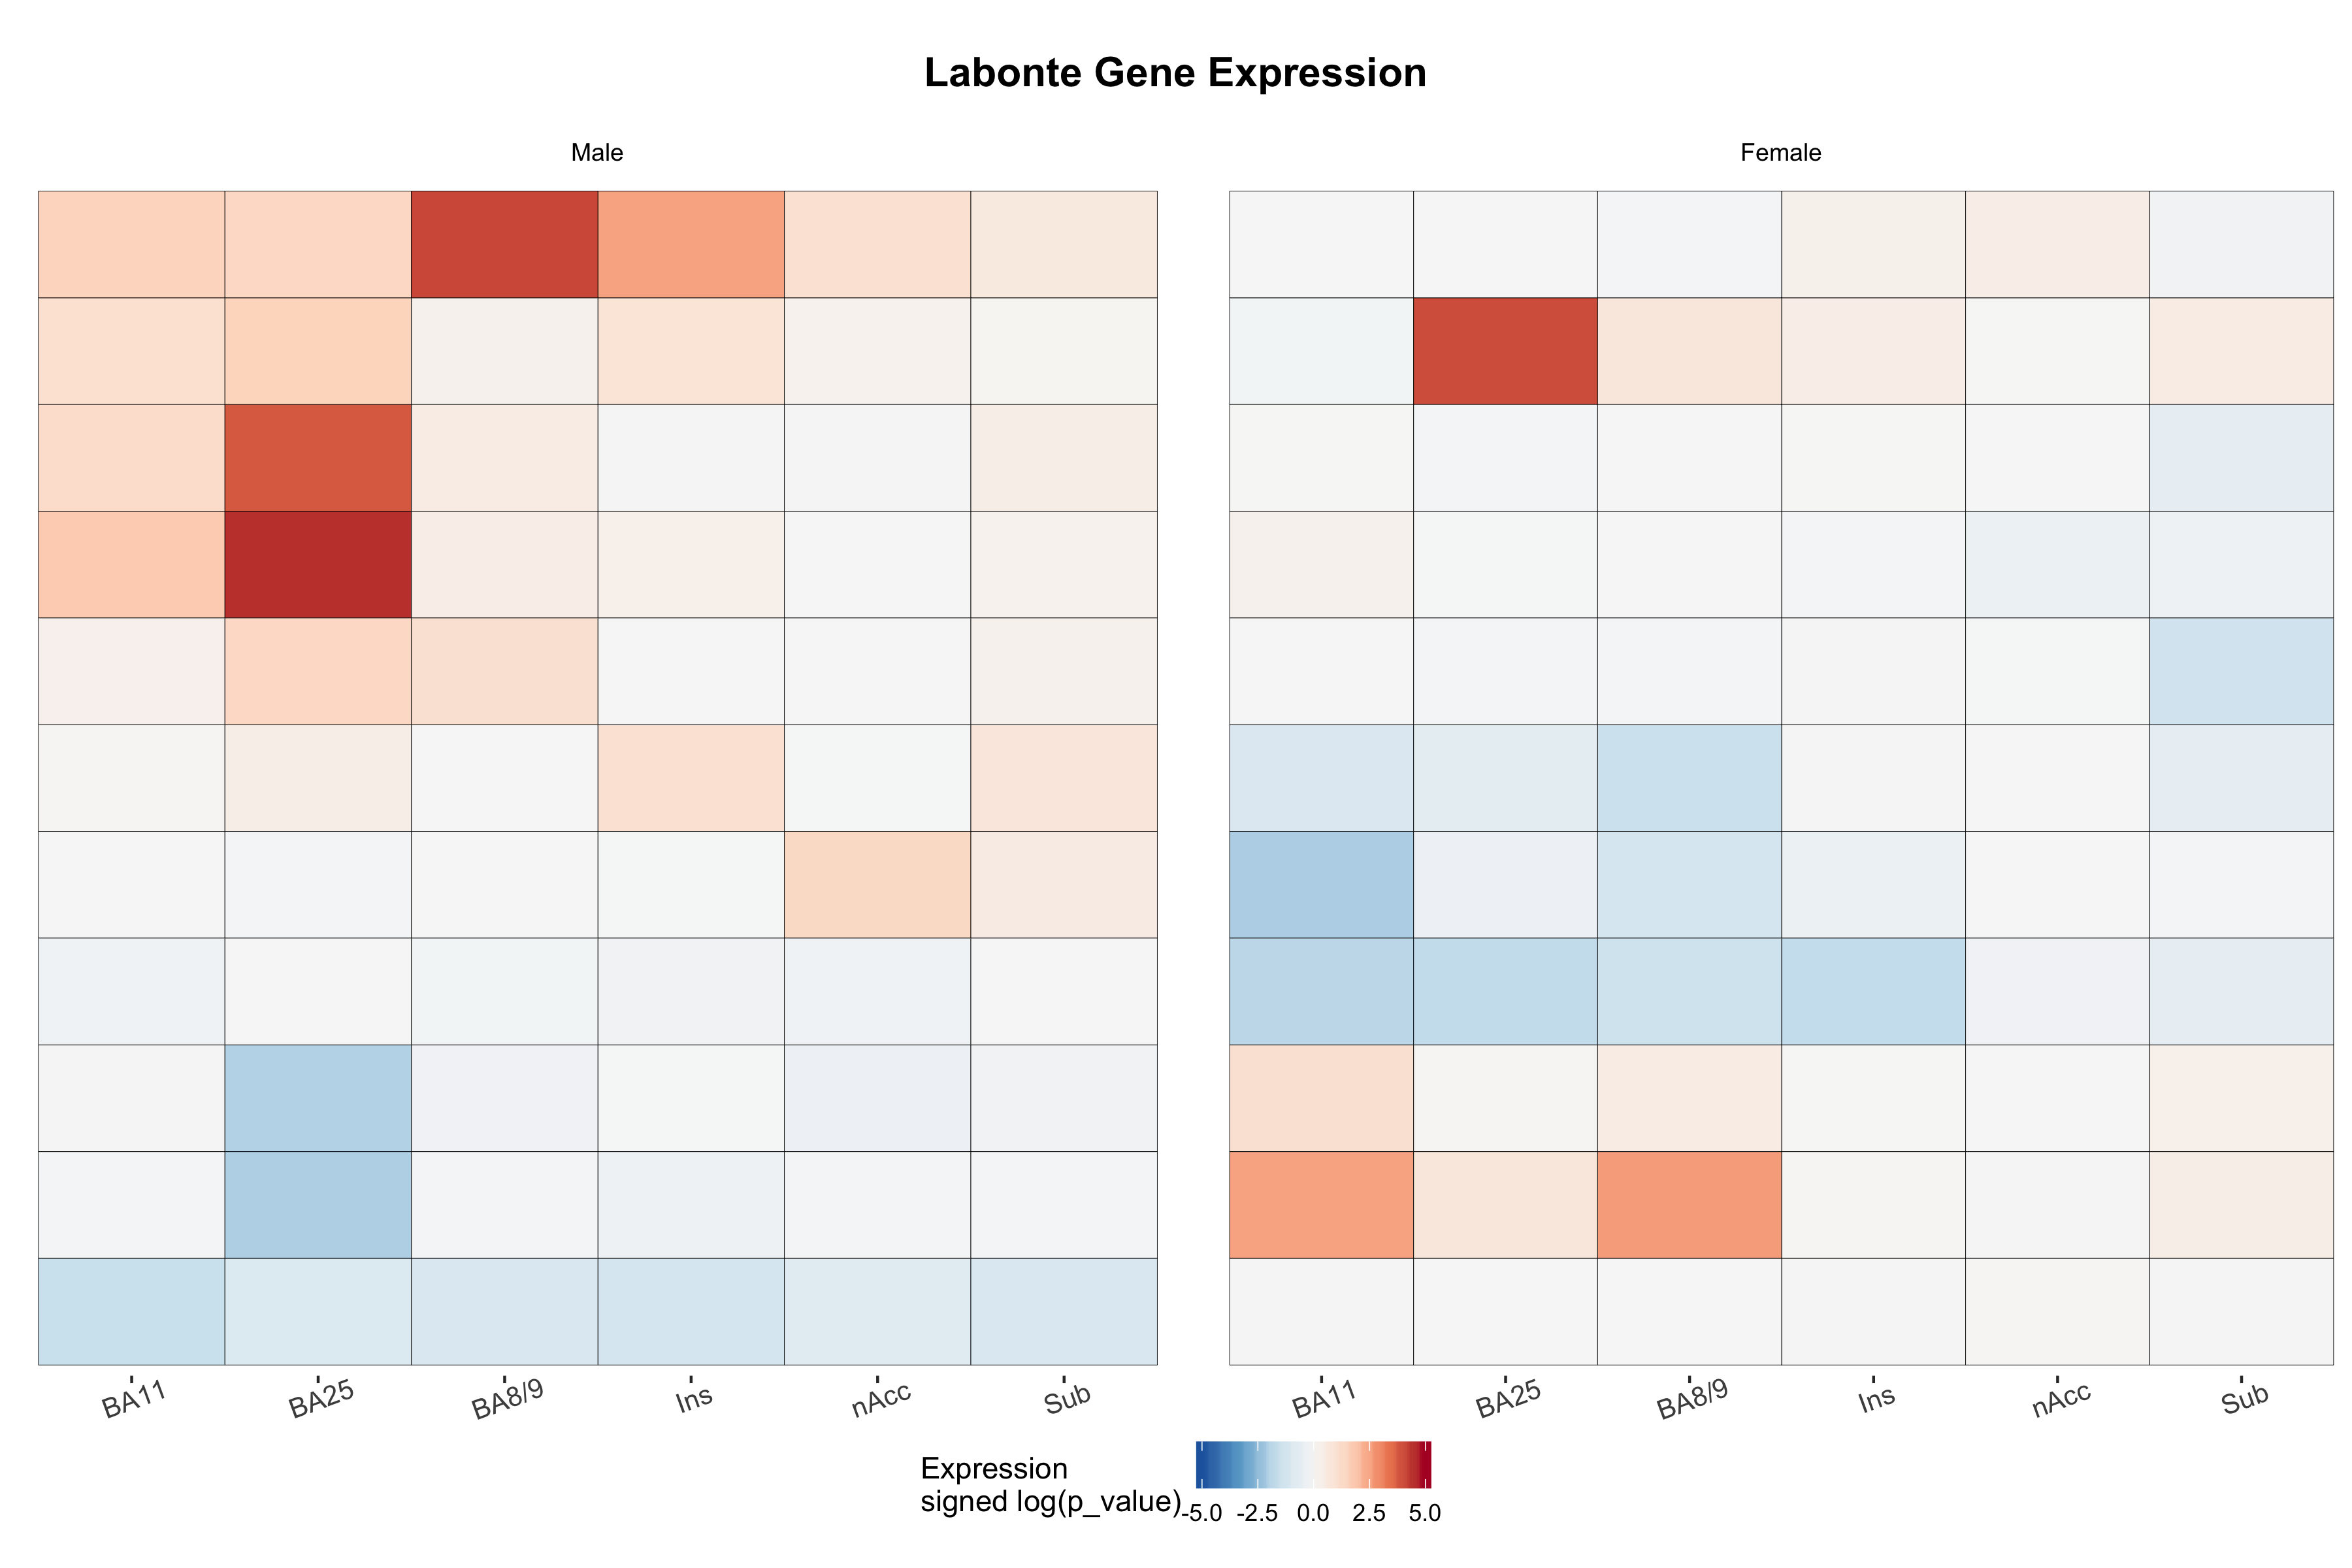 Labonte Gene Expression
Male Female
BA11 BA25 BA8/9 Ins nAcc Sub BA11 BA25 BA8/9 Ins nAcc Sub
Expression
signed log(p_value)
-5.0 -2.5 0.0 2.5 5.0